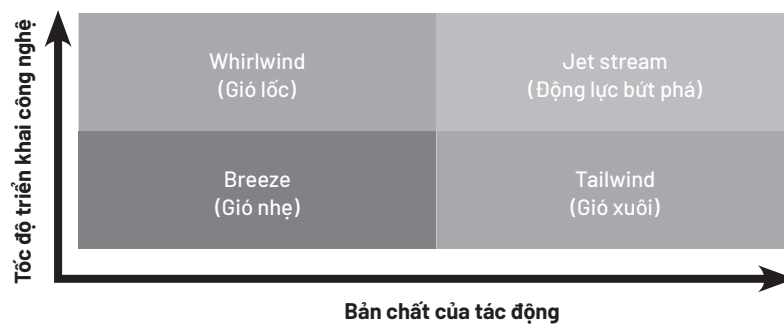 Tốc độ triển khai công nghệ
Whirlwind
(Gió lốc)
Jet stream
(Động lực bứt phá)
Breeze
(Gió nhẹ)
Tailwind
(Gió xuôi)
Bản chất của tác động